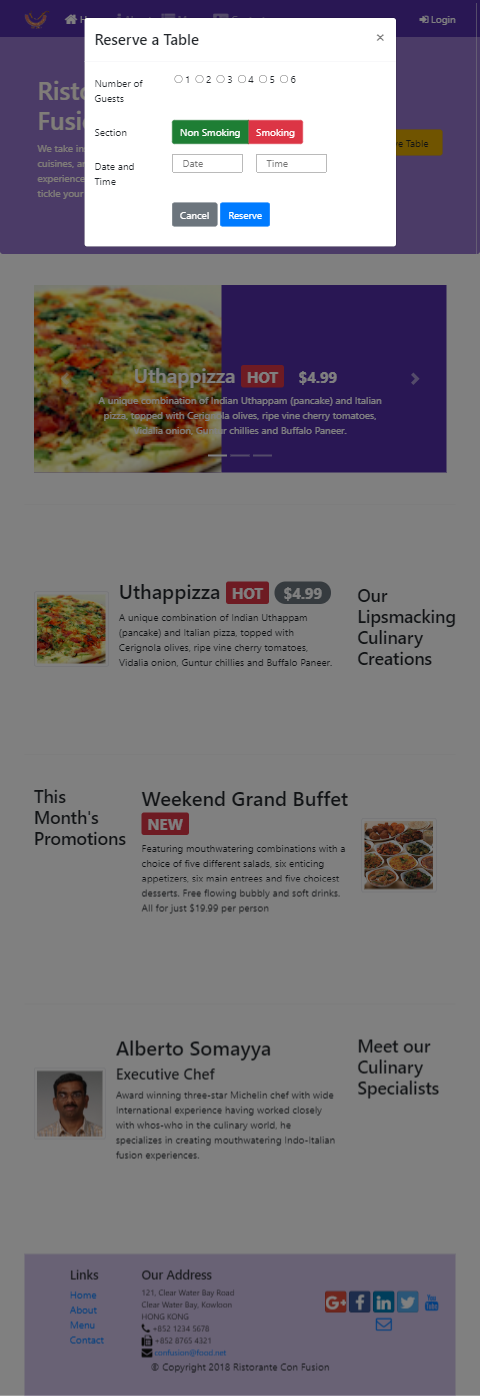 Login
Reserve a Table
×
Number of
Guests
1 2 3 4 5 6
Section
Non Smoking Smoking
Date and
Time
Date Time
Cancel Reserve
We take in
cuisines, a
experience
tickle your
Table
Uthappizza HOT $4.99
A unique combination of Indian Uthappam (pancake) and Italian
pizza, topped with Cerignola olives, ripe vine cherry tomatoes,
Vidalia onion, Guntur chillies and Buffalo Paneer.
Uthappizza HOT $4.99
A unique combination of Indian Uthappam
(pancake) and Italian pizza, topped with
Cerignola olives, ripe vine cherry tomatoes,
Vidalia onion, Guntur chillies and Buffalo Paneer.
Our
Lipsmacking
Culinary
Creations
This
Month's
Promotions
Weekend Grand Buffet
NEW
Featuring mouthwatering combinations with a
choice of five different salads, six enticing
appetizers, six main entrees and five choicest
desserts. Free flowing bubbly and soft drinks.
All for just $19.99 per person
Alberto Somayya
Executive Chef
Award winning three-star Michelin chef with wide
International experience having worked closely
with whos-who in the culinary world, he
specializes in creating mouthwatering Indo-Italian
fusion experiences.
Meet our
Culinary
Specialists
Links
Home
About
Menu
Contact
Our Address
121, Clear Water Bay Road
Clear Water Bay, Kowloon
HONG KONG
+852 1234 5678
+852 8765 4321
confusion@food.net
© Copyright 2018 Ristorante Con Fusion